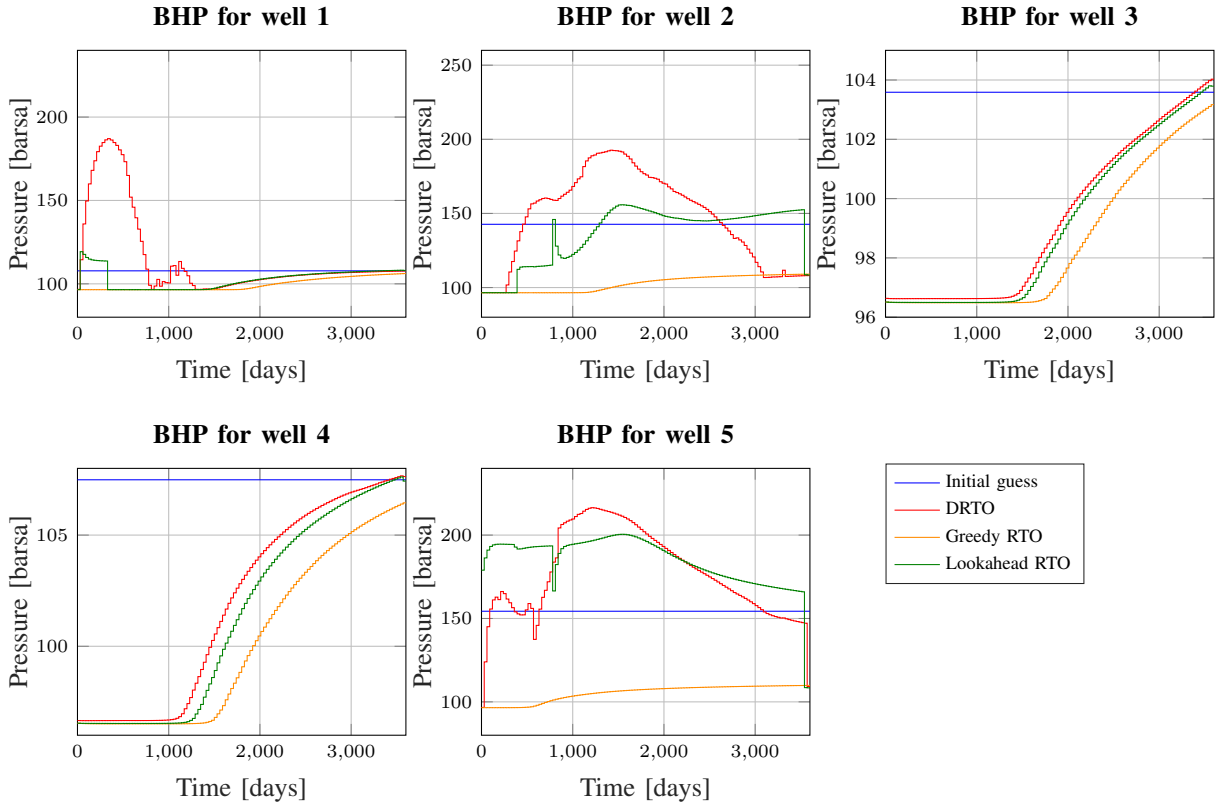 BHP for well 1
BHP for well 2
BHP for well 3
Pressure [barsa]
200
150
100
0
1,000
2,000
3,000
Time [days]
Pressure [barsa]
250
200
150
100
0
1,000
2,000
3,000
Time [days]
Pressure [barsa]
104
102
100
98
96
0
1,000
2,000
3,000
Time [days]
BHP for well 4
BHP for well 5
Pressure [barsa]
105
100
0
1,000
2,000
3,000
Time [days]
Pressure [barsa]
200
150
100
0
1,000
2,000
3,000
Time [days]
Initial guess
DRTO
Greedy RTO
Lookahead RTO